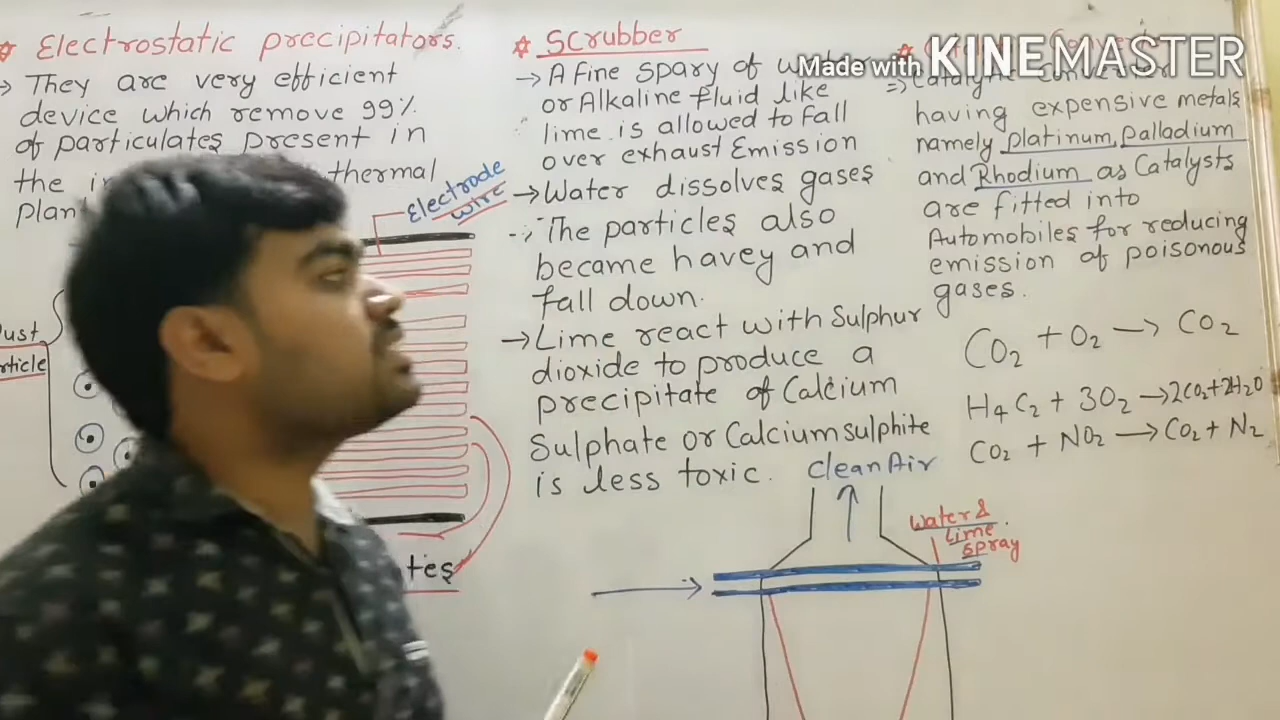 Electrostatic precipitators.
→ They are very efficient
device which remove 99%
of particulates present in
the thermal
Plan
Electrode
wire
Dust
article
tes
Scrubber
→ A fine spary of water
or Alkaline fluid like
lime is allowed to fall
over exhaust Emission
→ Water dissolves gases
The particles also
became havey and
fall down.
→ Lime react with Sulphur
dioxide to produce a
precipitate of Calcium
Sulphate or Calciumsulphite
is less toxic.
Clean Air
Water &
Lime
Spray
Made with KINEMASTER
⇒ Catalytic Converter
having expensive metals
namely Platinum, Palladium
and Rhodium as Catalysts
are fitted into
Automobiles for reducing
emission of poisonous
gases.
CO₂ + O₂ → CO₂
H₄C₂ + 3O₂ → 2CO₂+2H₂O
CO₂ + NO₂ → CO₂ + N₂